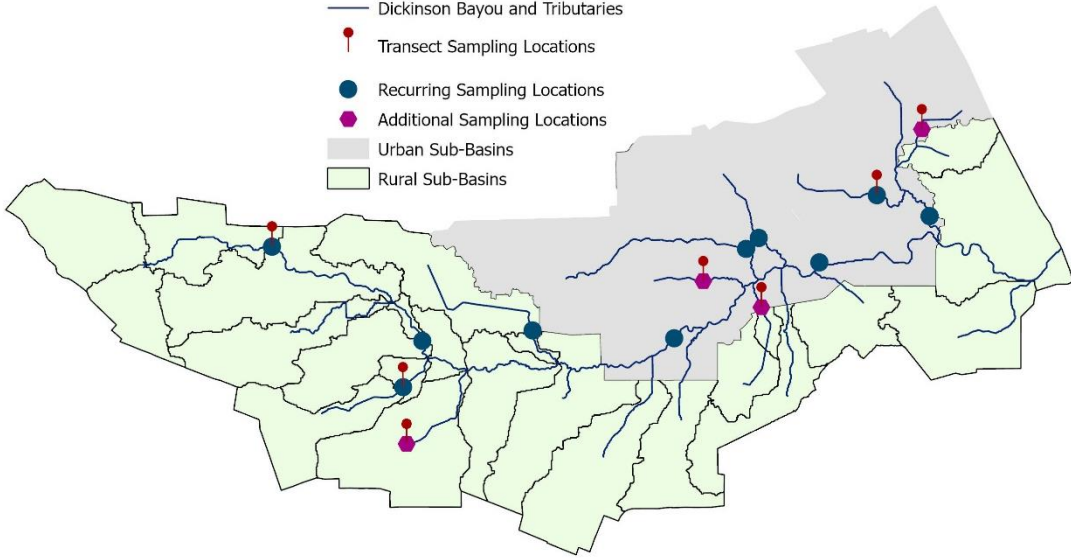 Dickinson Bayou and Tributaries
Transect Sampling Locations
Recurring Sampling Locations
Additional Sampling Locations
Urban Sub-Basins
Rural Sub-Basins